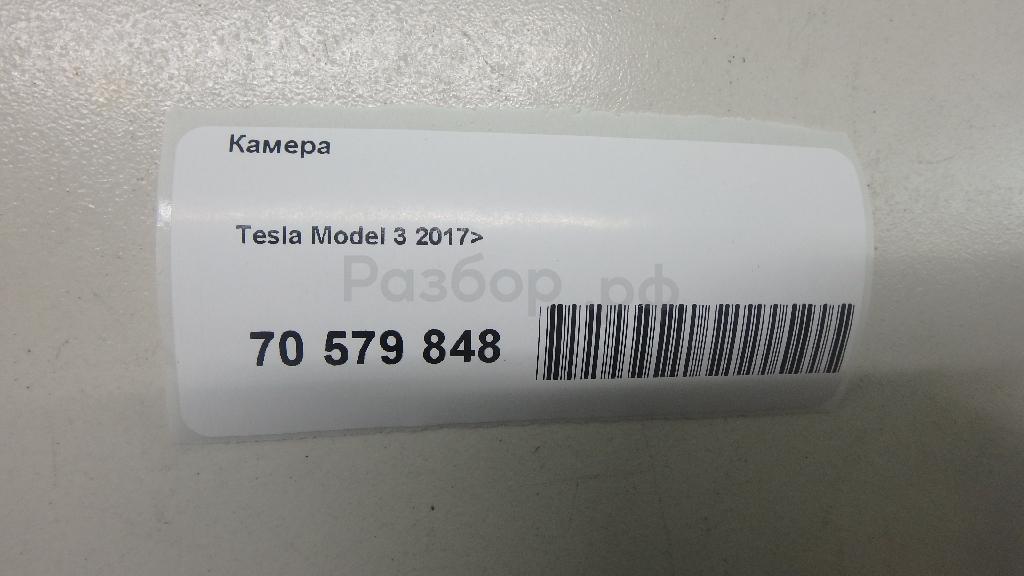 Камера
Tesla Model 3 2017>
Разбор.рф
70 579 848